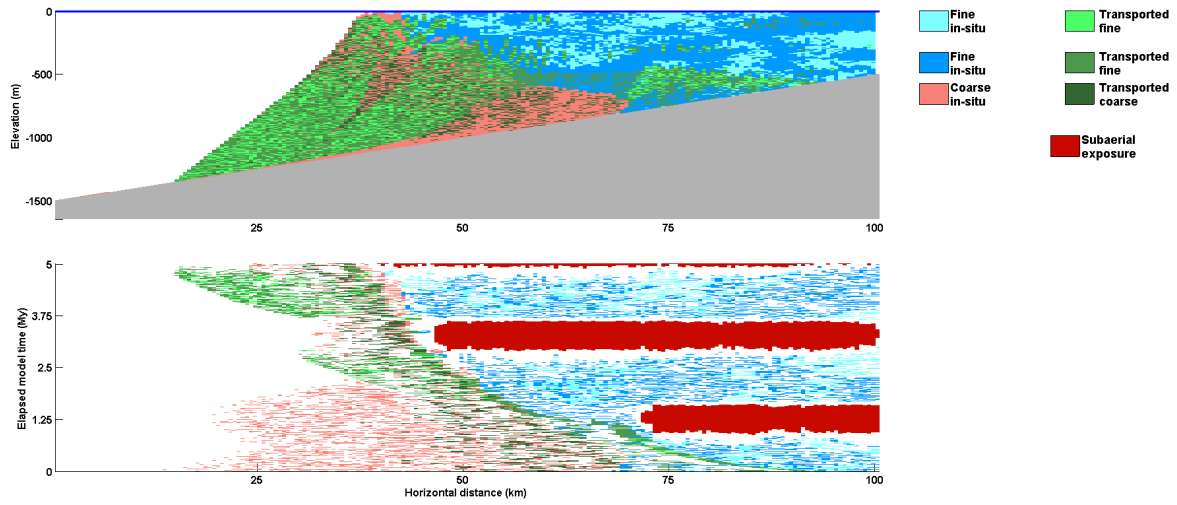 0
-500
-1000
-1500
Elevation (m)
25
50
75
100
Fine
in-situ
Fine
in-situ
Coarse
in-situ
Transported
fine
Transported
fine
Transported
coarse
Subaerial
exposure
5
3.75
2.5
1.25
0
Elapsed model time (My)
25
50
75
100
Horizontal distance (km)